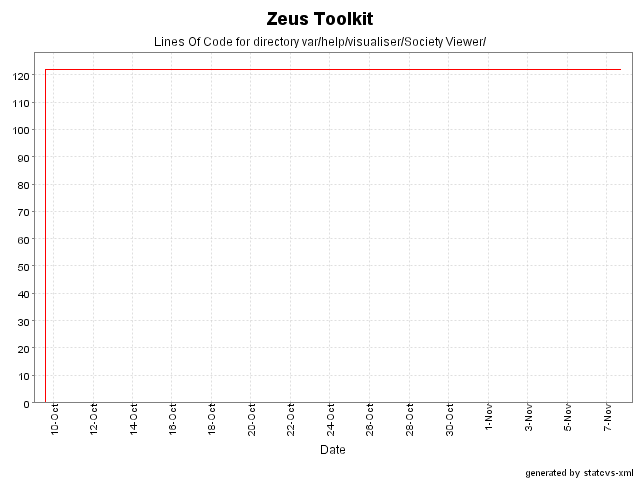 Zeus Toolkit
Lines Of Code for directory var/help/visualiser/Society Viewer/
120
110
100
90
80
70
60
50
40
30
20
10
0
10-Oct
12-Oct
14-Oct
16-Oct
18-Oct
20-Oct
22-Oct
24-Oct
26-Oct
28-Oct
30-Oct
1-Nov
3-Nov
5-Nov
7-Nov
Date
generated by statcvs-xml